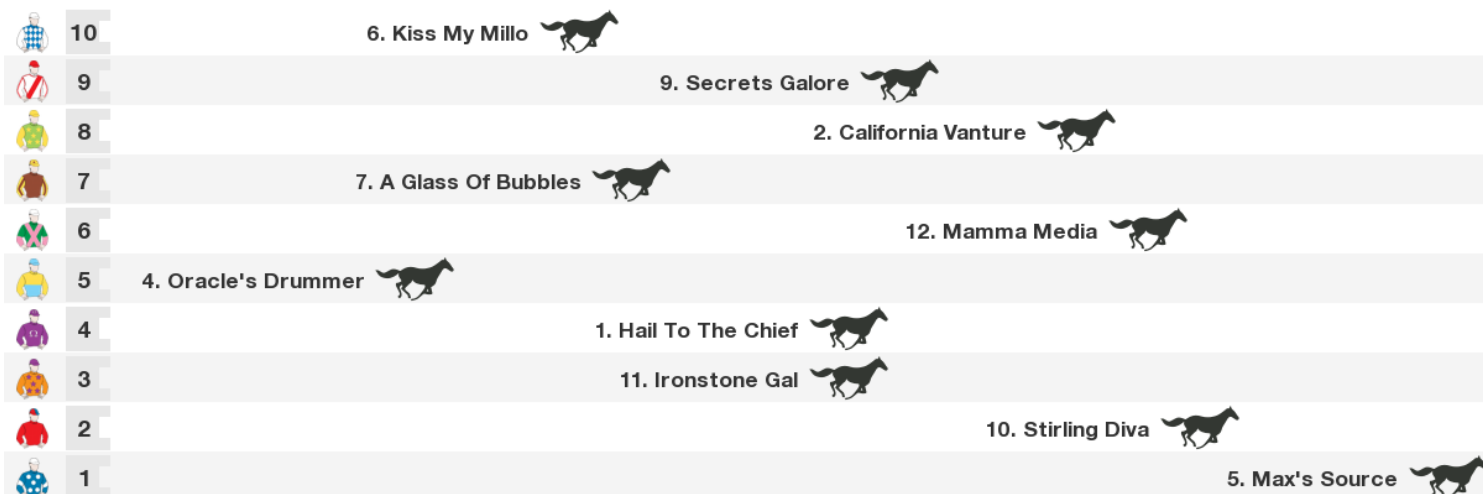 10 6. Kiss My Millo
9 9. Secrets Galore
8 2. California Vanture
7 7. A Glass Of Bubbles
6 12. Mamma Media
5 4. Oracle's Drummer
4 1. Hail To The Chief
3 11. Ironstone Gal
2 10. Stirling Diva
1 5. Max's Source